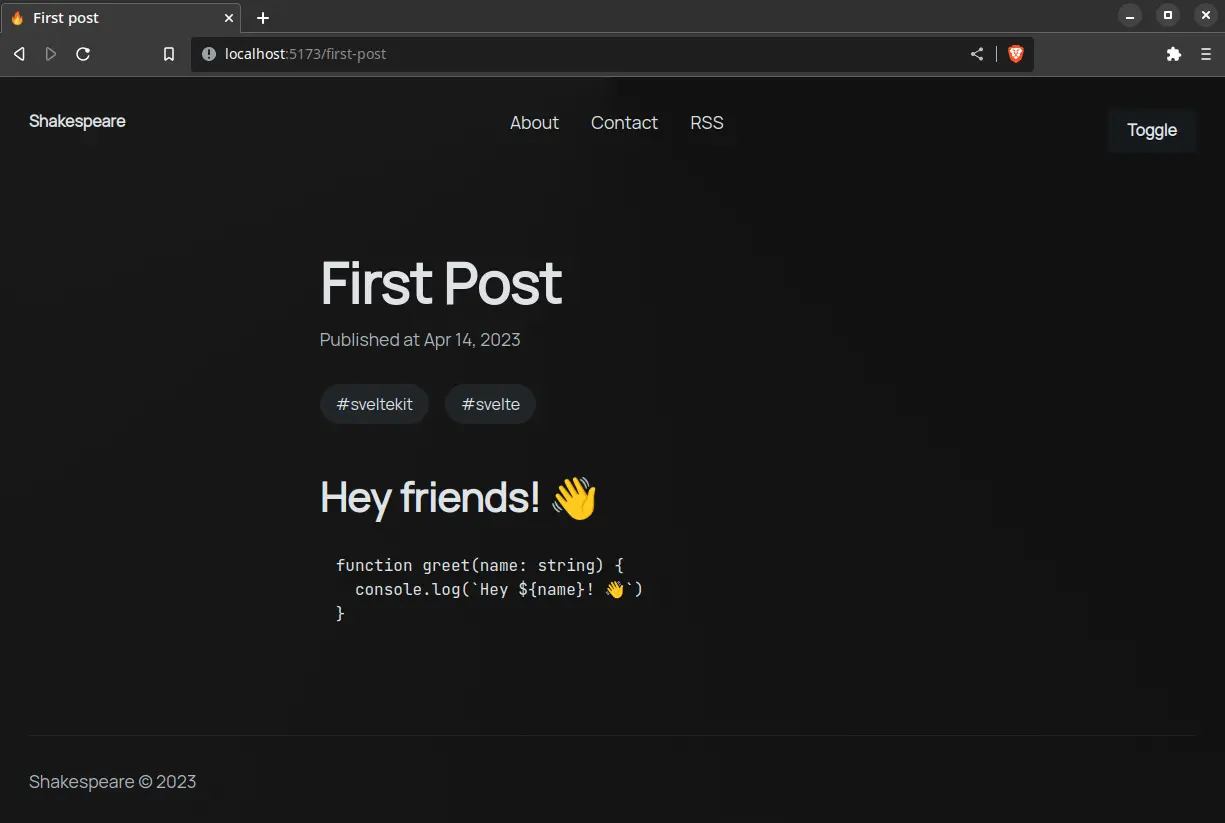 First post
localhost:5173/first-post
Shakespeare
About Contact RSS
Toggle
First Post
Published at Apr 14, 2023
#sveltekit #svelte
Hey friends! 👋
function greet(name: string) {
  console.log(`Hey ${name}! 👋`)
}
Shakespeare © 2023